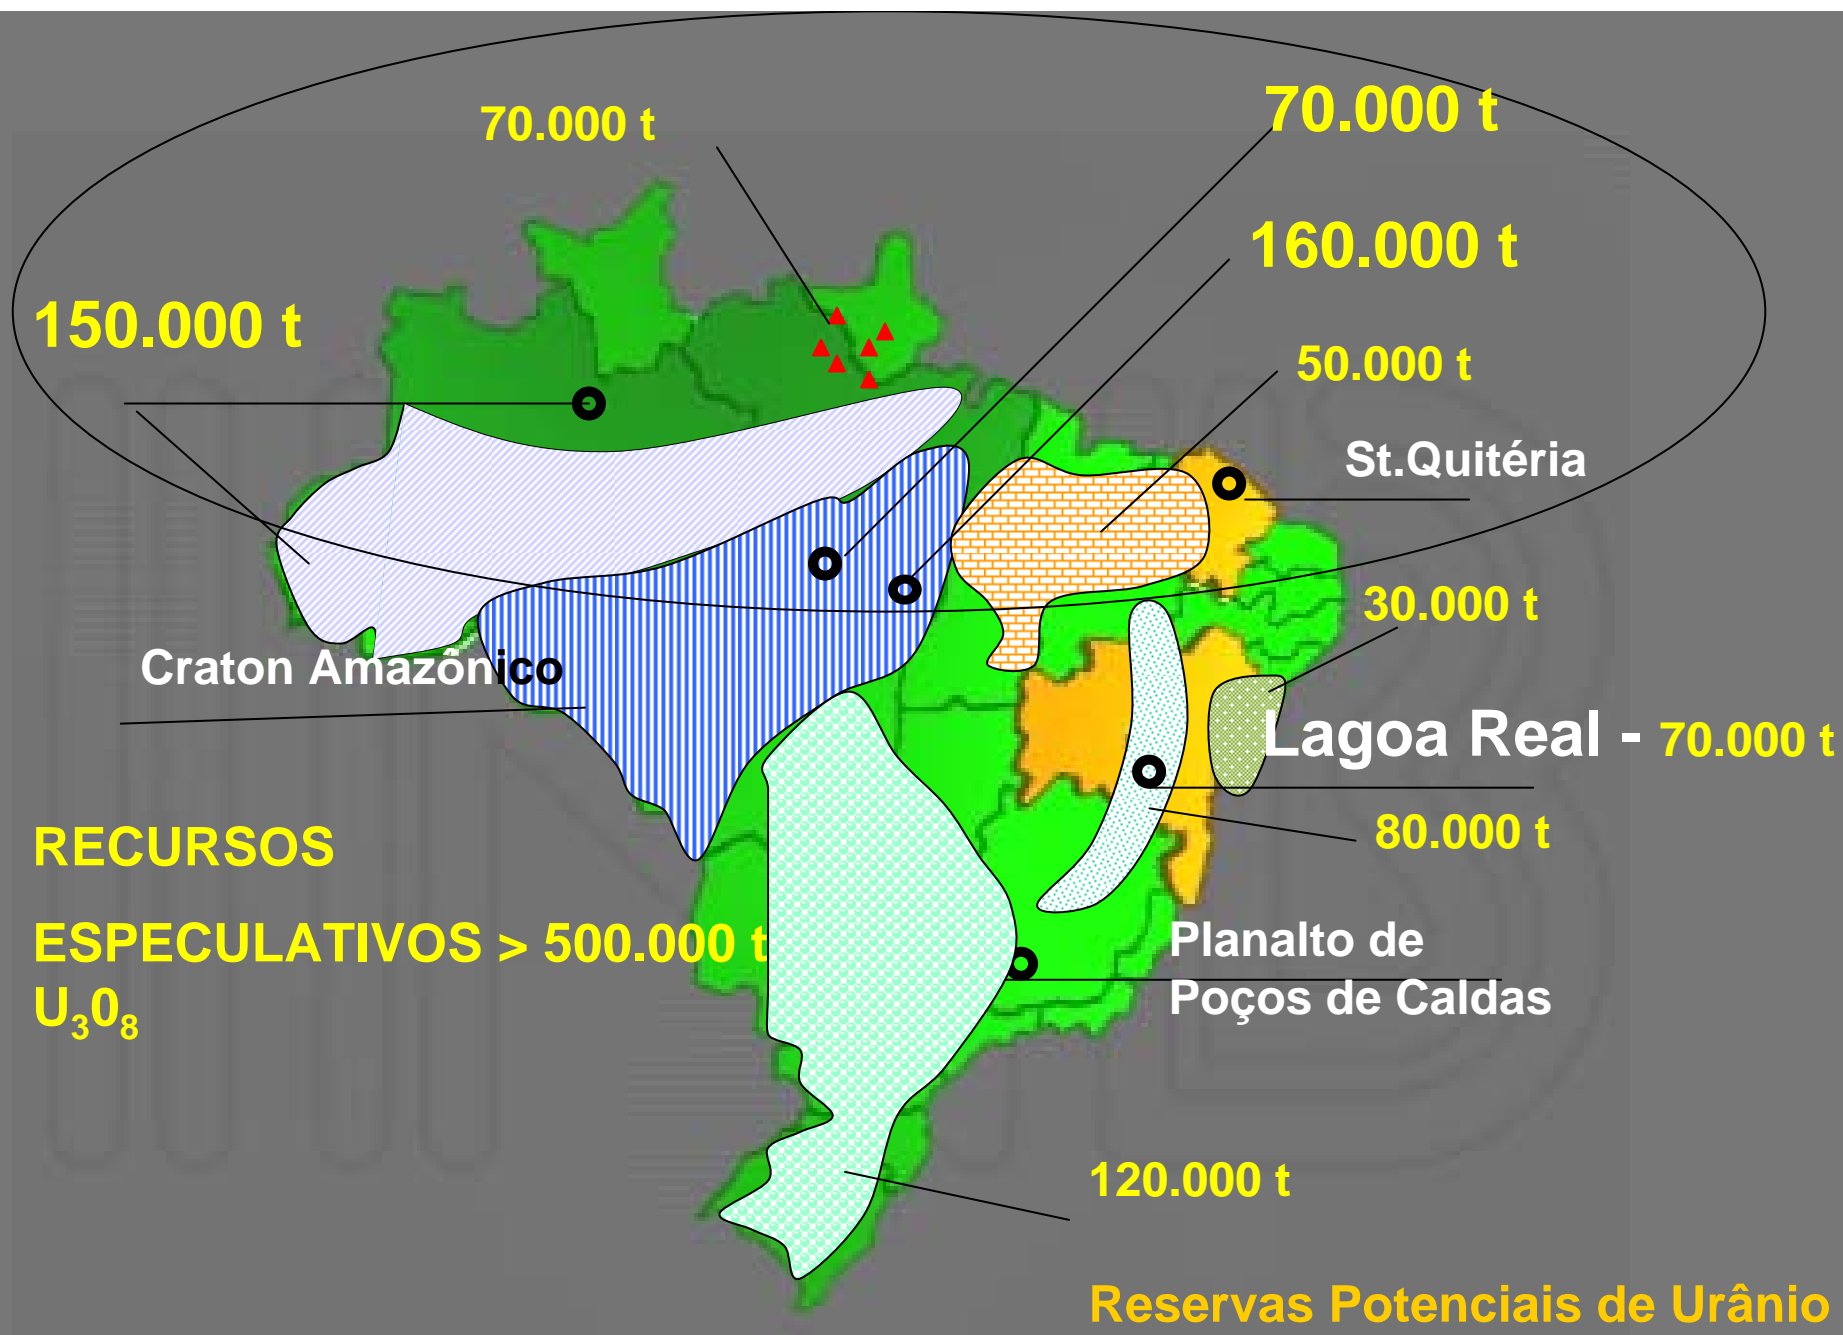 70.000 t
70.000 t
160.000 t
150.000 t
50.000 t
St.Quitéria
30.000 t
Craton Amazônico
Lagoa Real - 70.000 t
80.000 t
RECURSOS
ESPECULATIVOS > 500.000 t
U₃0₈
Planalto de
Poços de Caldas
120.000 t
Reservas Potenciais de Urânio